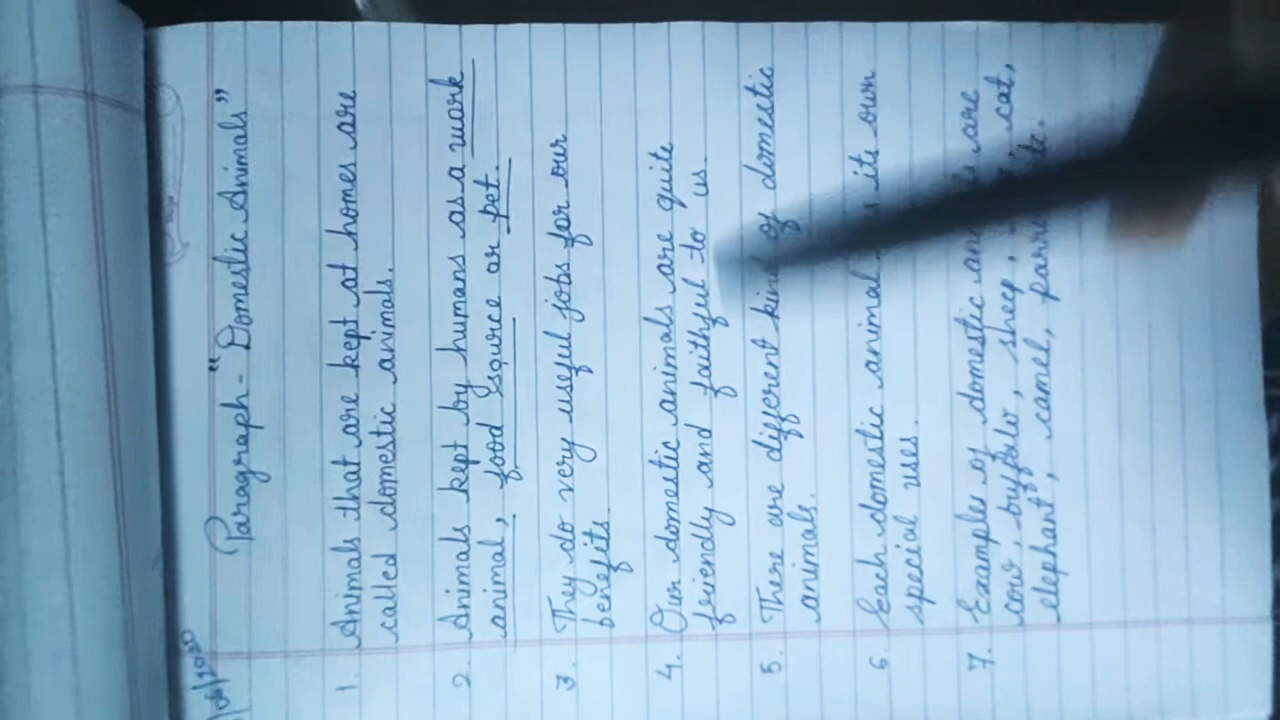 Paragraph - "Domestic Animals"
1. Animals that are kept at homes are
called domestic animals.
2. Animals kept by humans as a work
animal, food source or pet.
3. They do very useful jobs for our
benefits.
4. Our domestic animals are quite
friendly and faithful to us.
5. There are different kind of domestic
animals.
6. Each domestic animal its own
special uses.
7. Examples of domestic are
cow, buffalo, sheep, cat,
elephant, camel,